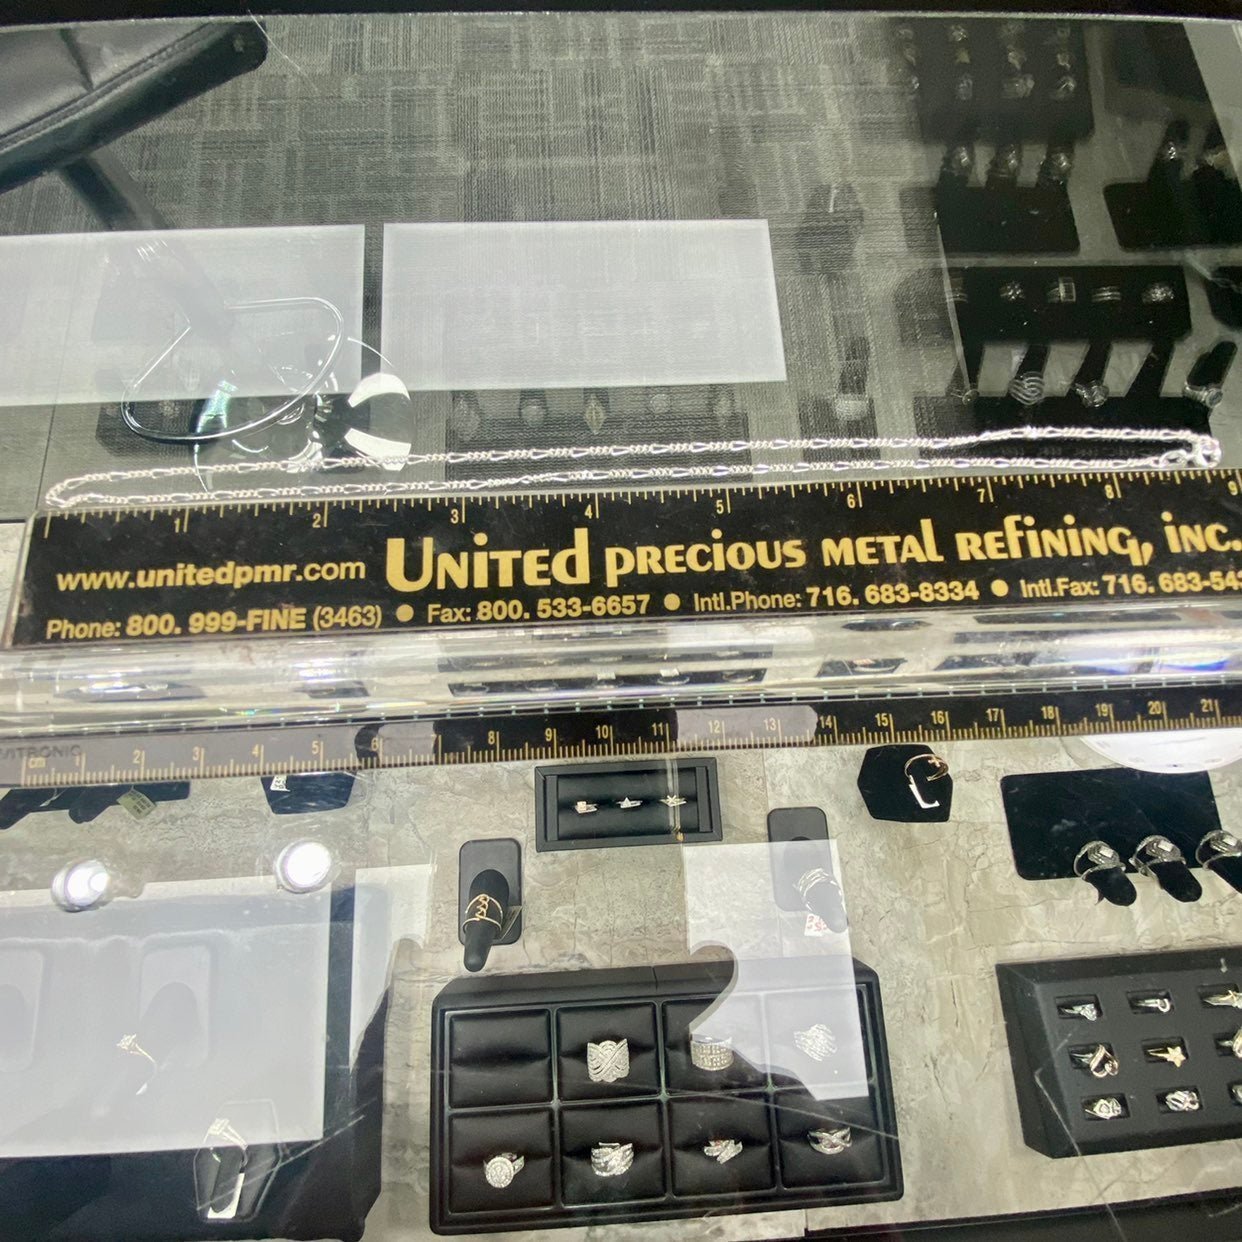 1 2 3 4 5 6 7 8 9
www.unitedpmr.com UNITED PRECIOUS METAL REFINING, INC.
Phone: 800. 999-FINE (3463) ● Fax: 800. 533-6657 ● Intl.Phone: 716. 683-8334 ● Intl.Fax: 716. 683-543
cm 1 2 3 4 5 6 8 9 10 11 12 13 14 15 16 17 18 19 20 21